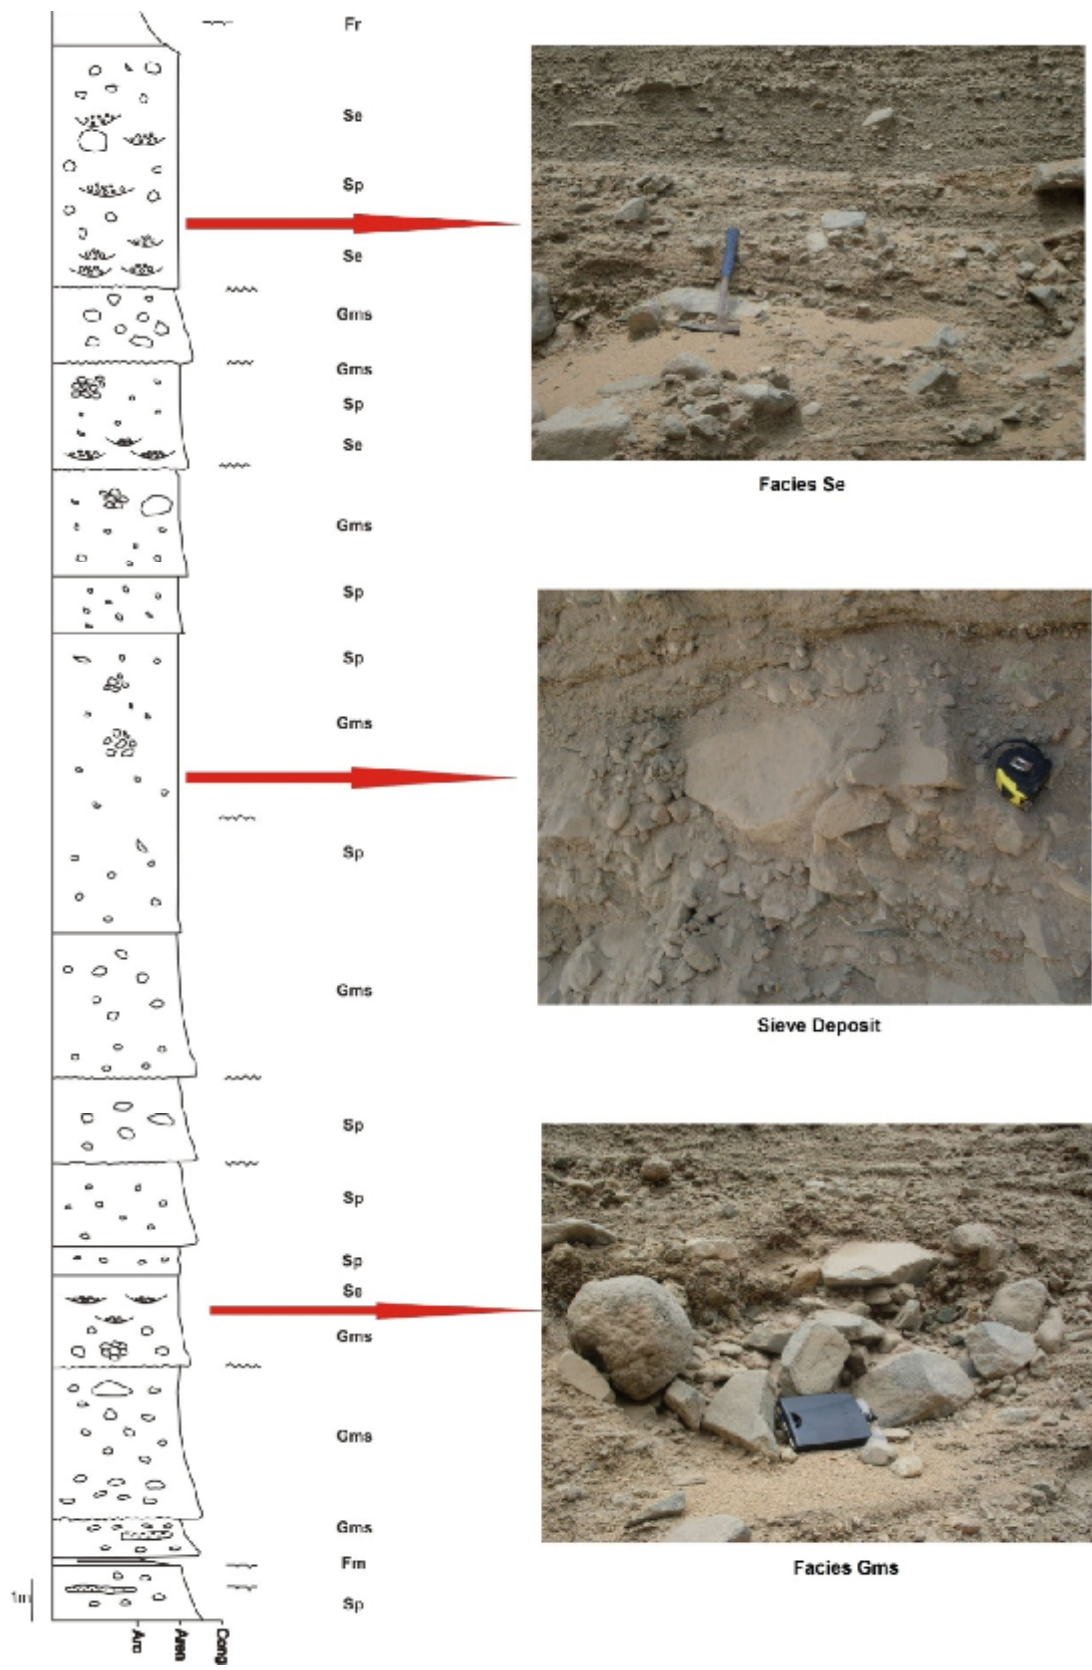 Fr
Se
Sp
Se
Gms
Gms
Sp
Se
Facies Se
Gms
Sp
Sp
Gms
Sp
Gms
Sieve Deposit
Sp
Sp
Sp
Se
Gms
Gms
Gms
Fm
Facies Gms
Sp
1m
Arc
Aren
Cong